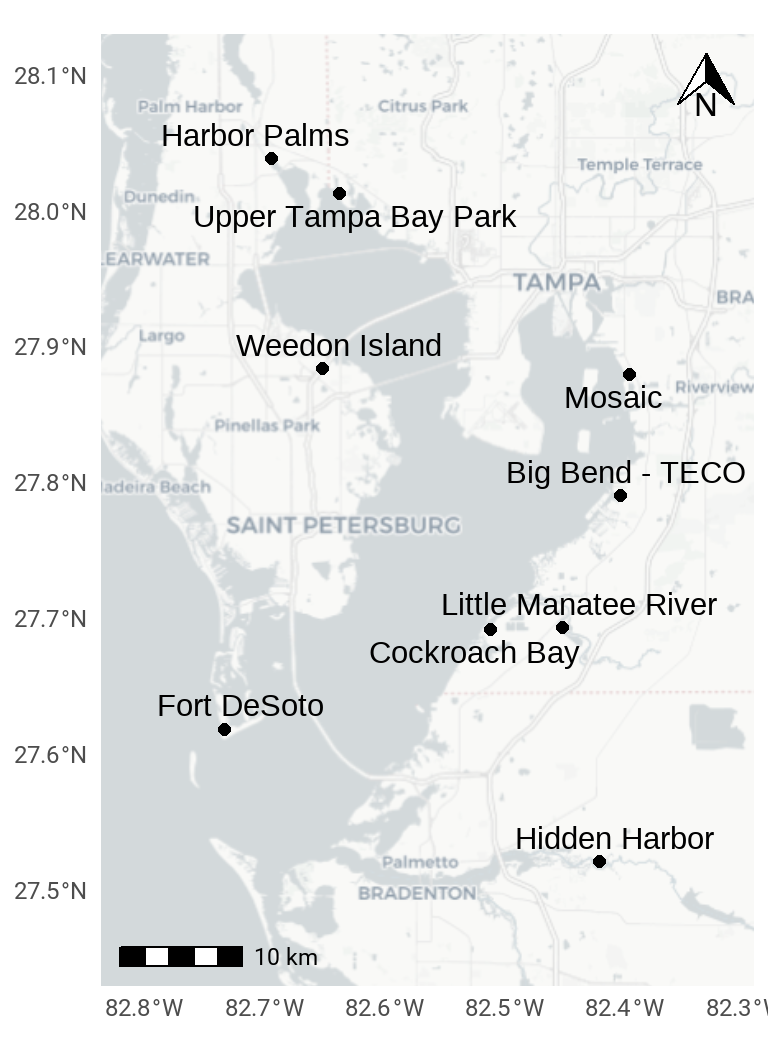 28.1°N
N
Palm Harbor
Citrus Park
Harbor Palms
Temple Terrace
Dunedin
28.0°N
Upper Tampa Bay Park
LEARWATER
TAMPA
BRA
Largo
27.9°N
Weedon Island
Mosaic
Riverview
Pinellas Park
Big Bend - TECO
27.8°N
adeira Beach
SAINT PETERSBURG
Little Manatee River
27.7°N
Cockroach Bay
Fort DeSoto
27.6°N
Hidden Harbor
Palmetto
27.5°N
BRADENTON
10 km
82.8°W 82.7°W 82.6°W 82.5°W 82.4°W 82.3°W